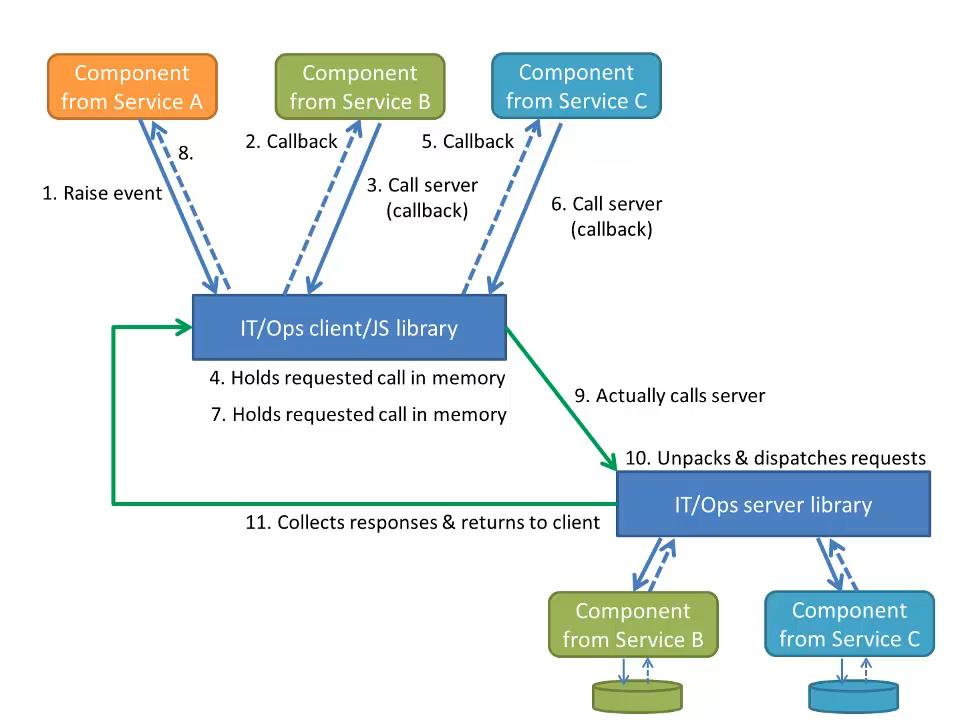 Component
from Service A
Component
from Service B
Component
from Service C
8.
2. Callback
5. Callback
1. Raise event
3. Call server
(callback)
6. Call server
(callback)
IT/Ops client/JS library
4. Holds requested call in memory
7. Holds requested call in memory
9. Actually calls server
10. Unpacks & dispatches requests
IT/Ops server library
11. Collects responses & returns to client
Component
from Service B
Component
from Service C